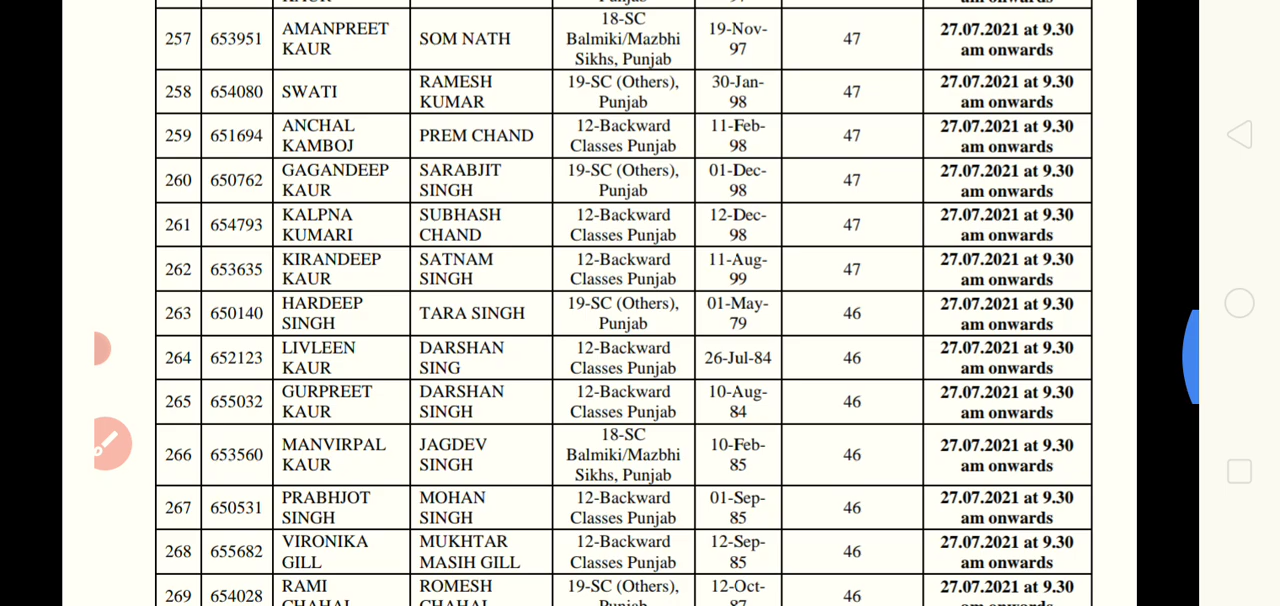 KAUR Punjab 97 am onwards
257 653951 AMANPREET KAUR SOM NATH 18-SC Balmiki/Mazbhi Sikhs, Punjab 19-Nov-97 47 27.07.2021 at 9.30 am onwards
258 654080 SWATI RAMESH KUMAR 19-SC (Others), Punjab 30-Jan-98 47 27.07.2021 at 9.30 am onwards
259 651694 ANCHAL KAMBOJ PREM CHAND 12-Backward Classes Punjab 11-Feb-98 47 27.07.2021 at 9.30 am onwards
260 650762 GAGANDEEP KAUR SARABJIT SINGH 19-SC (Others), Punjab 01-Dec-98 47 27.07.2021 at 9.30 am onwards
261 654793 KALPNA KUMARI SUBHASH CHAND 12-Backward Classes Punjab 12-Dec-98 47 27.07.2021 at 9.30 am onwards
262 653635 KIRANDEEP KAUR SATNAM SINGH 12-Backward Classes Punjab 11-Aug-99 47 27.07.2021 at 9.30 am onwards
263 650140 HARDEEP SINGH TARA SINGH 19-SC (Others), Punjab 01-May-79 46 27.07.2021 at 9.30 am onwards
264 652123 LIVLEEN KAUR DARSHAN SING 12-Backward Classes Punjab 26-Jul-84 46 27.07.2021 at 9.30 am onwards
265 655032 GURPREET KAUR DARSHAN SINGH 12-Backward Classes Punjab 10-Aug-84 46 27.07.2021 at 9.30 am onwards
266 653560 MANVIRPAL KAUR JAGDEV SINGH 18-SC Balmiki/Mazbhi Sikhs, Punjab 10-Feb-85 46 27.07.2021 at 9.30 am onwards
267 650531 PRABHJOT SINGH MOHAN SINGH 12-Backward Classes Punjab 01-Sep-85 46 27.07.2021 at 9.30 am onwards
268 655682 VIRONIKA GILL MUKHTAR MASIH GILL 12-Backward Classes Punjab 12-Sep-85 46 27.07.2021 at 9.30 am onwards
269 654028 RAMI CHAHAL ROMESH CHAHAL 19-SC (Others), Punjab 12-Oct-87 46 27.07.2021 at 9.30 am onwards